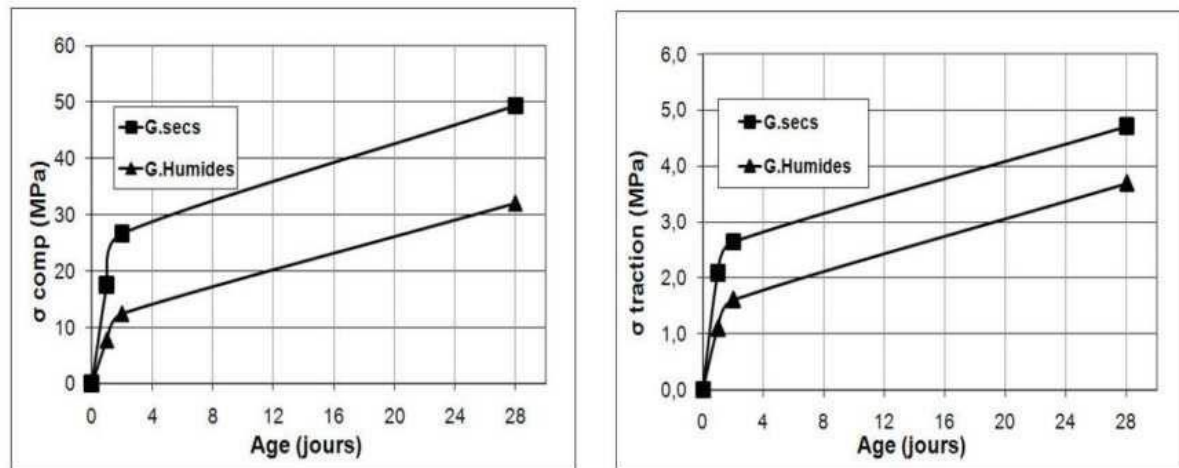 60
50
40
30
20
10
0
σ comp (MPa)
G.secs
G.Humides
0 4 8 12 16 20 24 28
Age (jours)
6,0
5,0
4,0
3,0
2,0
1,0
0,0
σ traction (MPa)
G.secs
G.Humides
0 4 8 12 16 20 24 28
Age (jours)